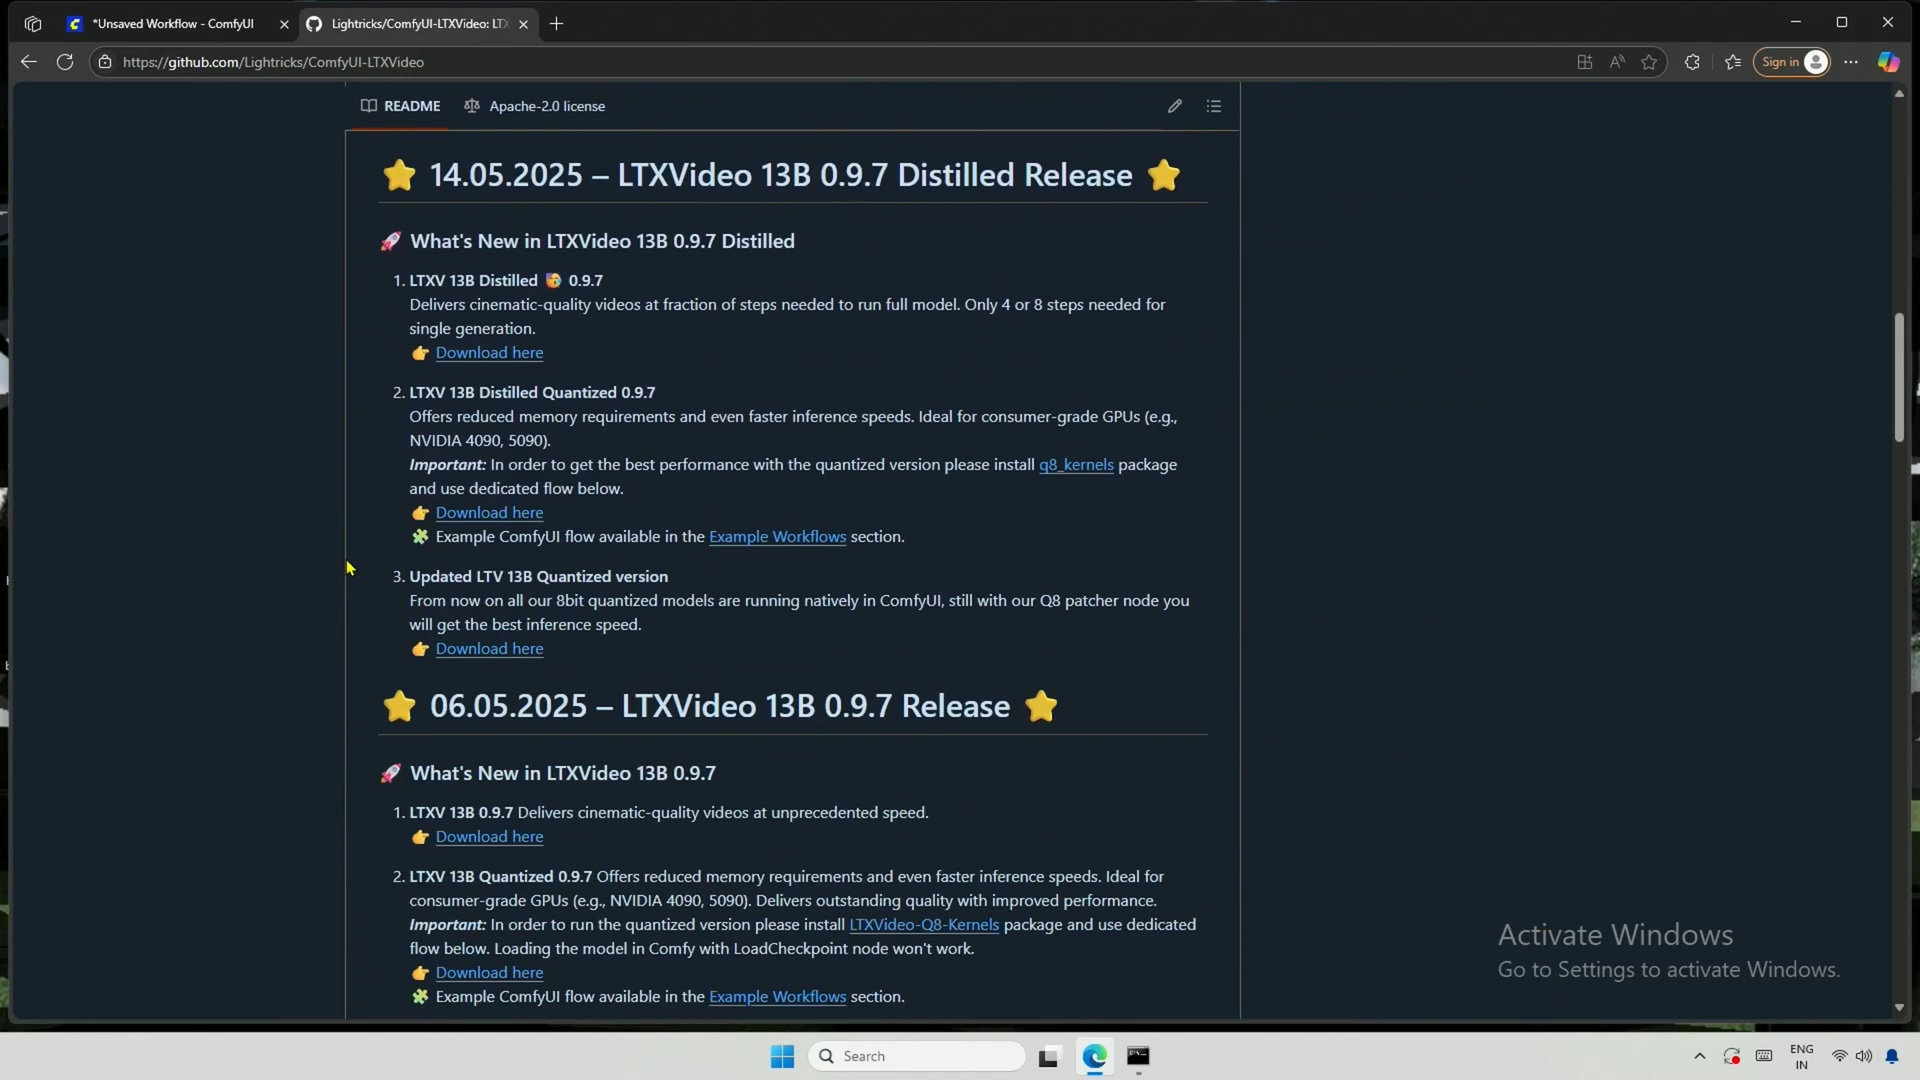 *Unsaved Workflow - ComfyUI
Lightricks/ComfyUI-LTXVideo: LTX
https://github.com/Lightricks/ComfyUI-LTXVideo
Sign in
README
Apache-2.0 license
14.05.2025 – LTXVideo 13B 0.9.7 Distilled Release
What's New in LTXVideo 13B 0.9.7 Distilled
1. LTXV 13B Distilled 0.9.7
Delivers cinematic-quality videos at fraction of steps needed to run full model. Only 4 or 8 steps needed for
single generation.
Download here
2. LTXV 13B Distilled Quantized 0.9.7
Offers reduced memory requirements and even faster inference speeds. Ideal for consumer-grade GPUs (e.g.,
NVIDIA 4090, 5090).
Important: In order to get the best performance with the quantized version please install q8_kernels package
and use dedicated flow below.
Download here
Example ComfyUI flow available in the Example Workflows section.
3. Updated LTV 13B Quantized version
From now on all our 8bit quantized models are running natively in ComfyUI, still with our Q8 patcher node you
will get the best inference speed.
Download here
06.05.2025 – LTXVideo 13B 0.9.7 Release
What's New in LTXVideo 13B 0.9.7
1. LTXV 13B 0.9.7 Delivers cinematic-quality videos at unprecedented speed.
Download here
2. LTXV 13B Quantized 0.9.7 Offers reduced memory requirements and even faster inference speeds. Ideal for
consumer-grade GPUs (e.g., NVIDIA 4090, 5090). Delivers outstanding quality with improved performance.
Important: In order to run the quantized version please install LTXVideo-Q8-Kernels package and use dedicated
flow below. Loading the model in Comfy with LoadCheckpoint node won't work.
Download here
Example ComfyUI flow available in the Example Workflows section.
Activate Windows
Go to Settings to activate Windows.
Search
ENG
IN